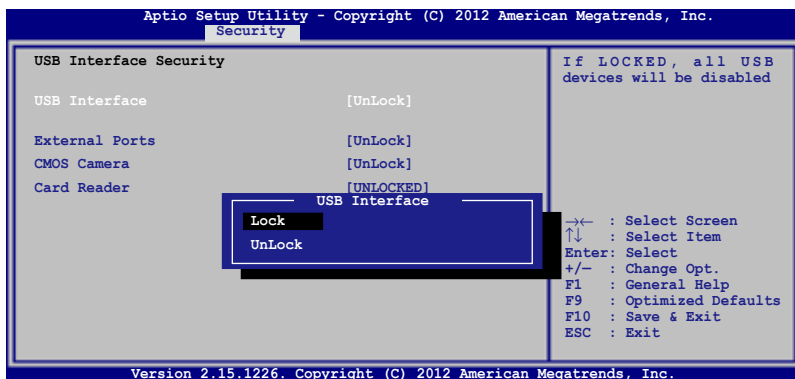 Aptio Setup Utility - Copyright (C) 2012 American Megatrends, Inc.
Security
USB Interface Security
USB Interface [UnLock]
External Ports [UnLock]
CMOS Camera [UnLock]
Card Reader [UNLOCKED]
USB Interface
Lock
UnLock
If LOCKED, all USB
devices will be disabled
→← : Select Screen
↑↓ : Select Item
Enter: Select
+/— : Change Opt.
F1 : General Help
F9 : Optimized Defaults
F10 : Save & Exit
ESC : Exit
Version 2.15.1226. Copyright (C) 2012 American Megatrends, Inc.